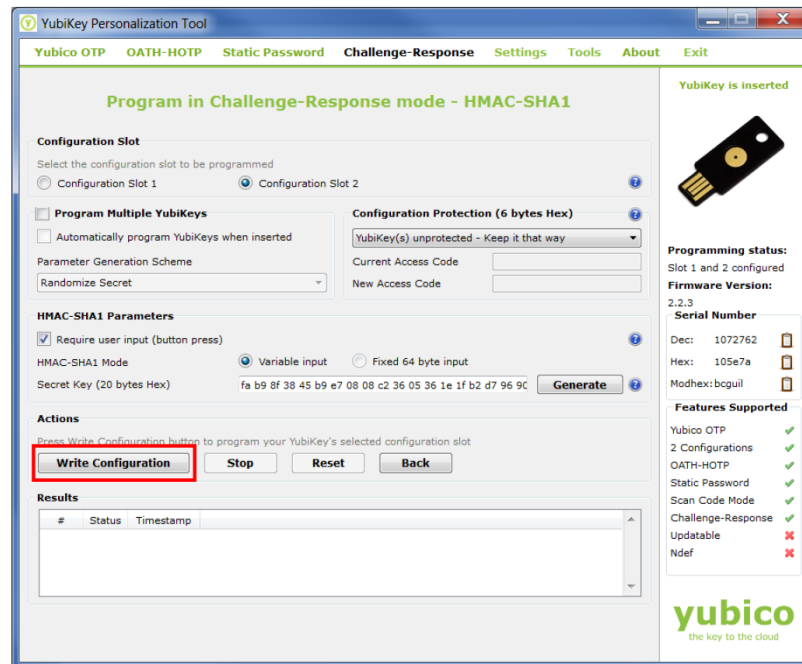 YubiKey Personalization Tool
Yubico OTP OATH-HOTP Static Password Challenge-Response Settings Tools About Exit
Program in Challenge-Response mode - HMAC-SHA1
Configuration Slot
Select the configuration slot to be programmed
Configuration Slot 1 Configuration Slot 2
Program Multiple YubiKeys
Automatically program YubiKeys when inserted
Parameter Generation Scheme
Randomize Secret
Configuration Protection (6 bytes Hex)
YubiKey(s) unprotected - Keep it that way
Current Access Code
New Access Code
HMAC-SHA1 Parameters
Require user input (button press)
HMAC-SHA1 Mode Variable input Fixed 64 byte input
Secret Key (20 bytes Hex) fa b9 8f 38 45 b9 e7 08 08 c2 36 05 36 1e 1f b2 d7 96 90 Generate
Actions
Press Write Configuration button to program your YubiKey's selected configuration slot
Write Configuration Stop Reset Back
Results
# Status Timestamp
YubiKey is inserted
Programming status:
Slot 1 and 2 configured
Firmware Version:
2.2.3
Serial Number
Dec: 1072762
Hex: 105e7a
Modhex: bcguil
Features Supported
Yubico OTP
2 Configurations
OATH-HOTP
Static Password
Scan Code Mode
Challenge-Response
Updatable
Ndef
yubico
the key to the cloud